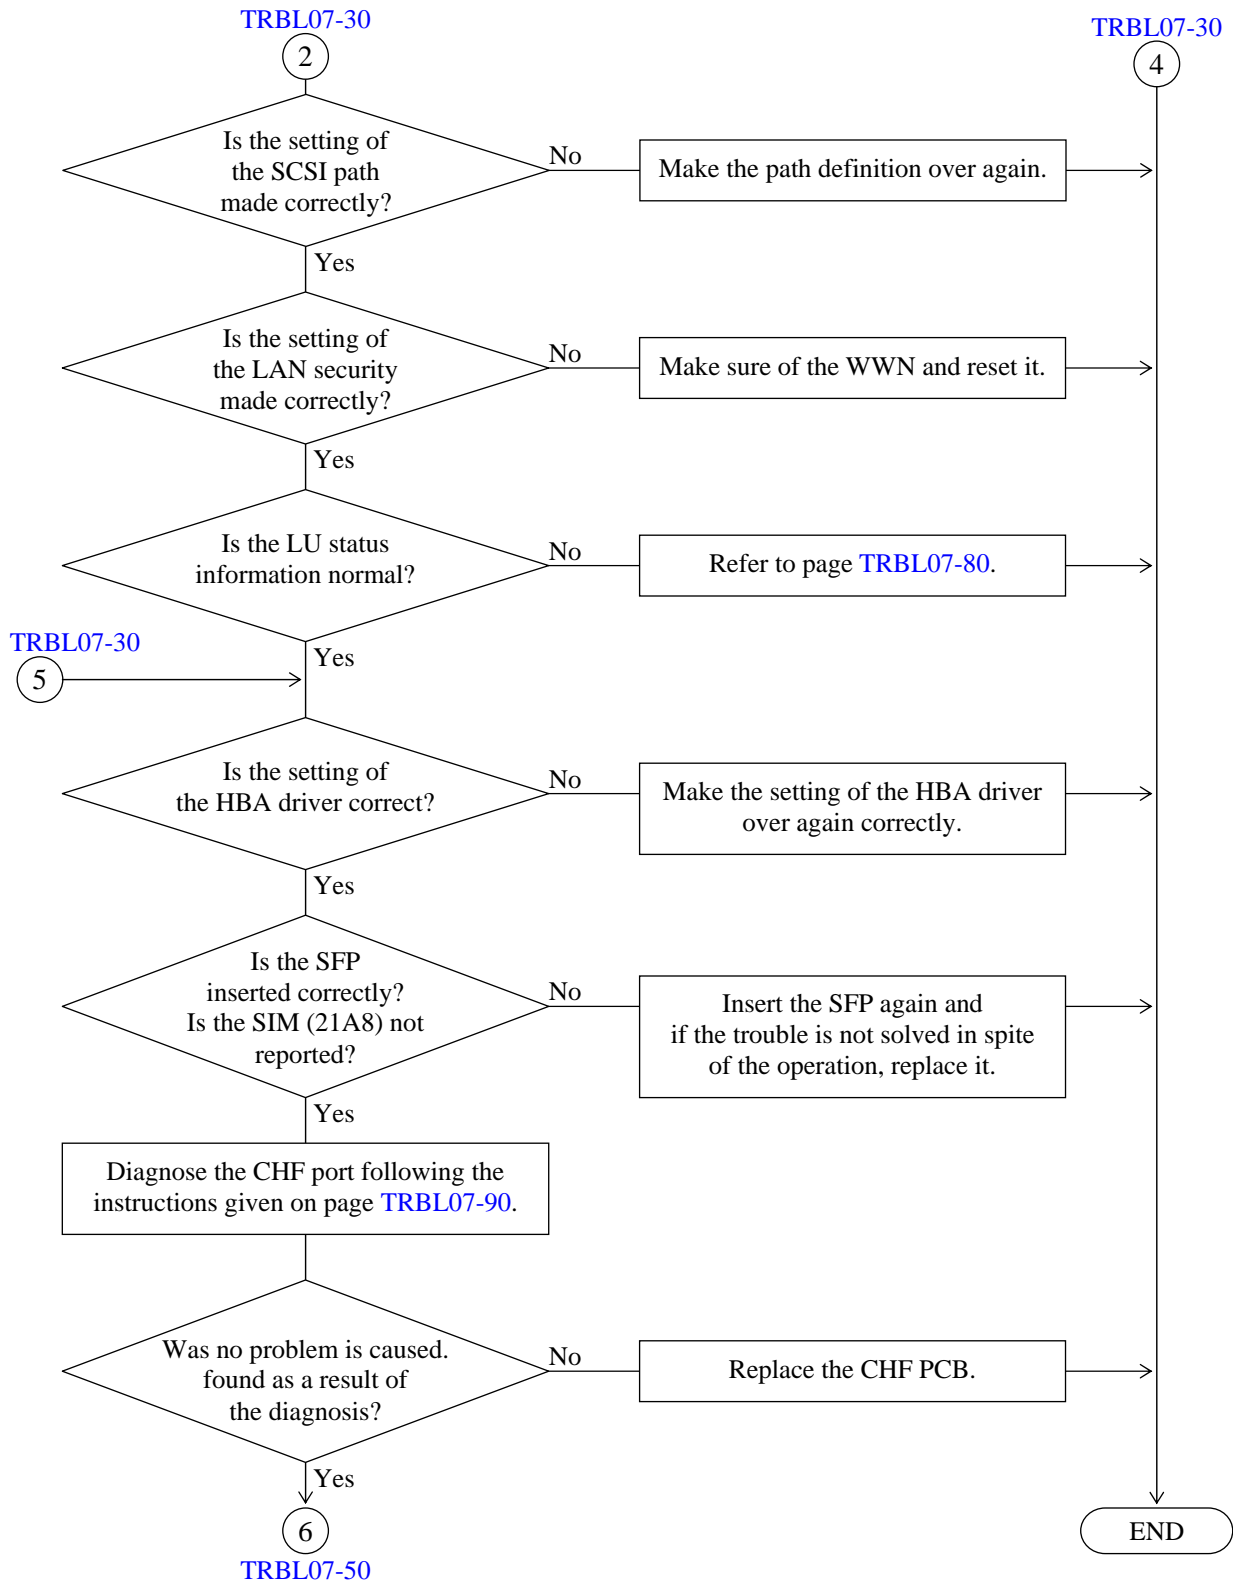 TRBL07-30
TRBL07-30
2
4
Is the setting of
the SCSI path
made correctly?
No
Make the path definition over again.
Yes
Is the setting of
the LAN security
made correctly?
No
Make sure of the WWN and reset it.
Yes
Is the LU status
information normal?
No
Refer to page TRBL07-80.
Yes
TRBL07-30
5
Is the setting of
the HBA driver correct?
No
Make the setting of the HBA driver
over again correctly.
Yes
Is the SFP
inserted correctly?
Is the SIM (21A8) not
reported?
No
Insert the SFP again and
if the trouble is not solved in spite
of the operation, replace it.
Yes
Diagnose the CHF port following the
instructions given on page TRBL07-90.
Was no problem is caused.
found as a result of
the diagnosis?
No
Replace the CHF PCB.
Yes
6
TRBL07-50
END